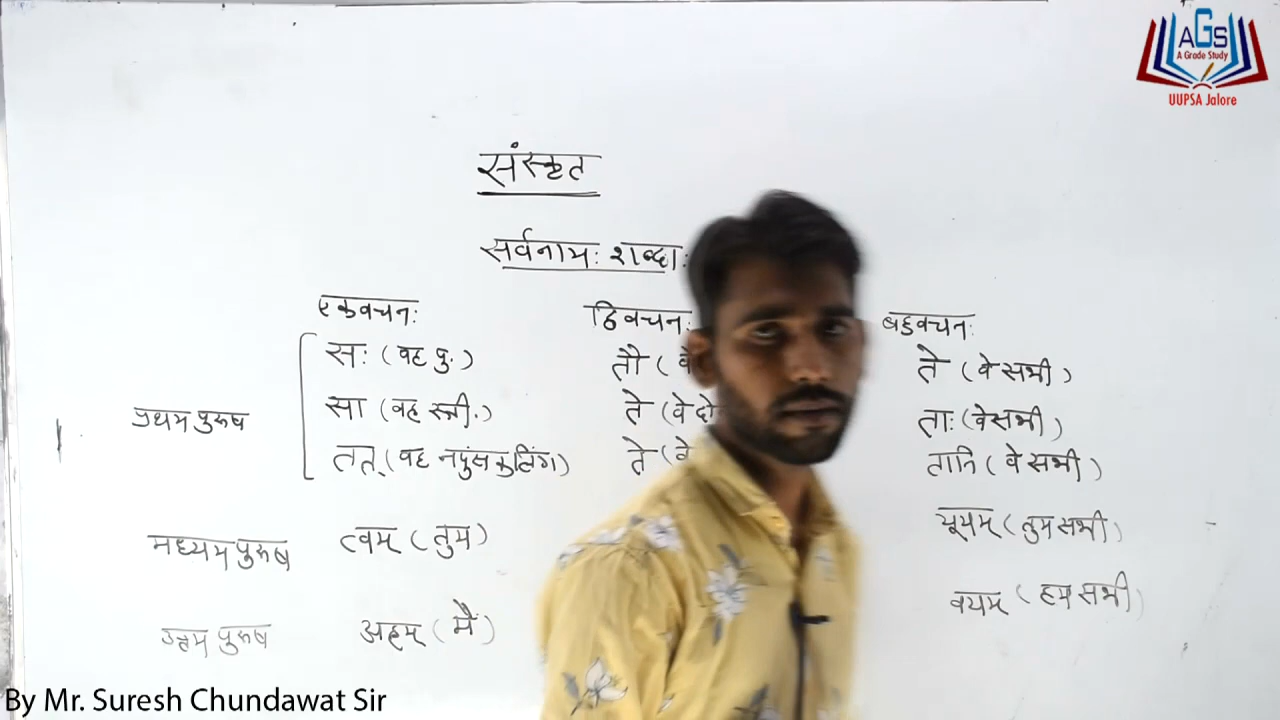 AGS
A Grade Study
UUPSA Jalore
संस्कृत
सर्वनामः शब्दाः
एकवचनः द्विवचनः बहुवचनः
प्रथम पुरुष
सः (वह पु.) तौ (वे ते (वे सभी)
सा (वह स्त्री.) ते (वे दो ताः (वे सभी)
तत् (वह नपुंसकलिंग) ते (वे तानि (वे सभी)
मध्यम पुरुष त्वम् (तुम) यूयम् (तुम सभी)
उत्तम पुरुष अहम् (मैं) वयम् (हम सभी)
By Mr. Suresh Chundawat Sir